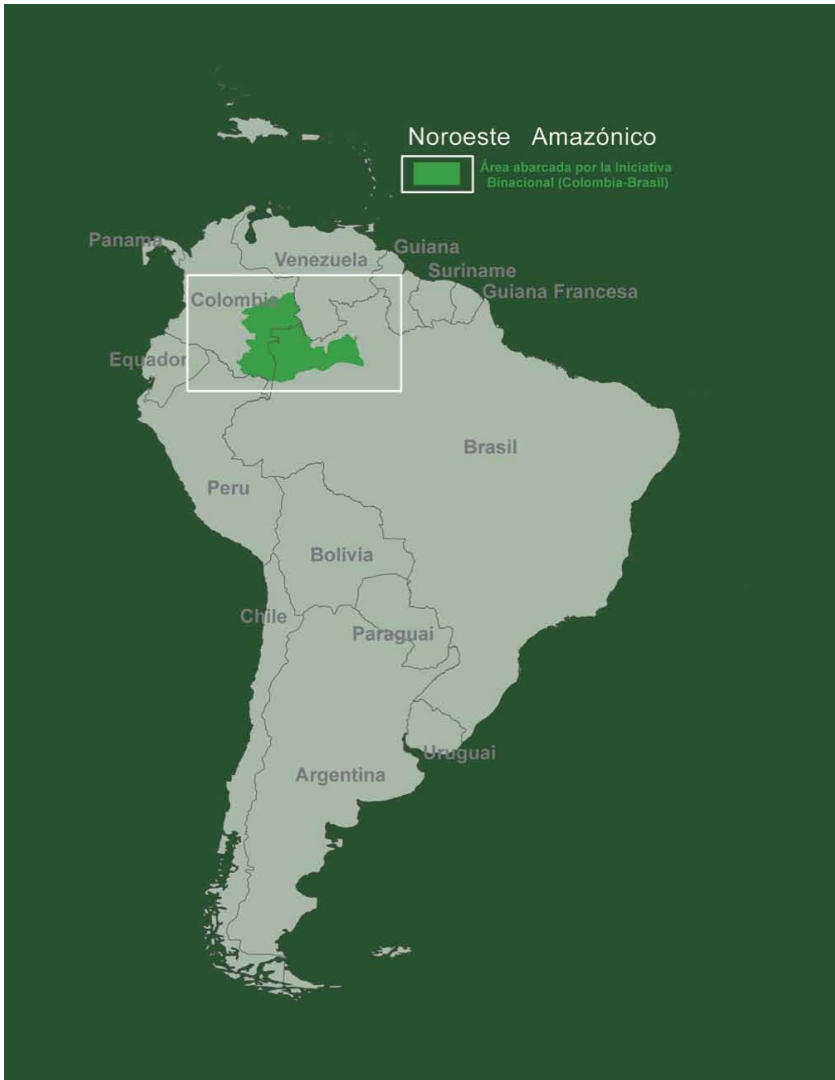 Noroeste Amazónico
Área abarcada por la Iniciativa
Binacional (Colombia-Brasil)
Panama
Venezuela
Guiana
Suriname
Guiana Francesa
Colombia
Equador
Brasil
Peru
Bolivia
Chile
Paraguai
Uruguai
Argentina